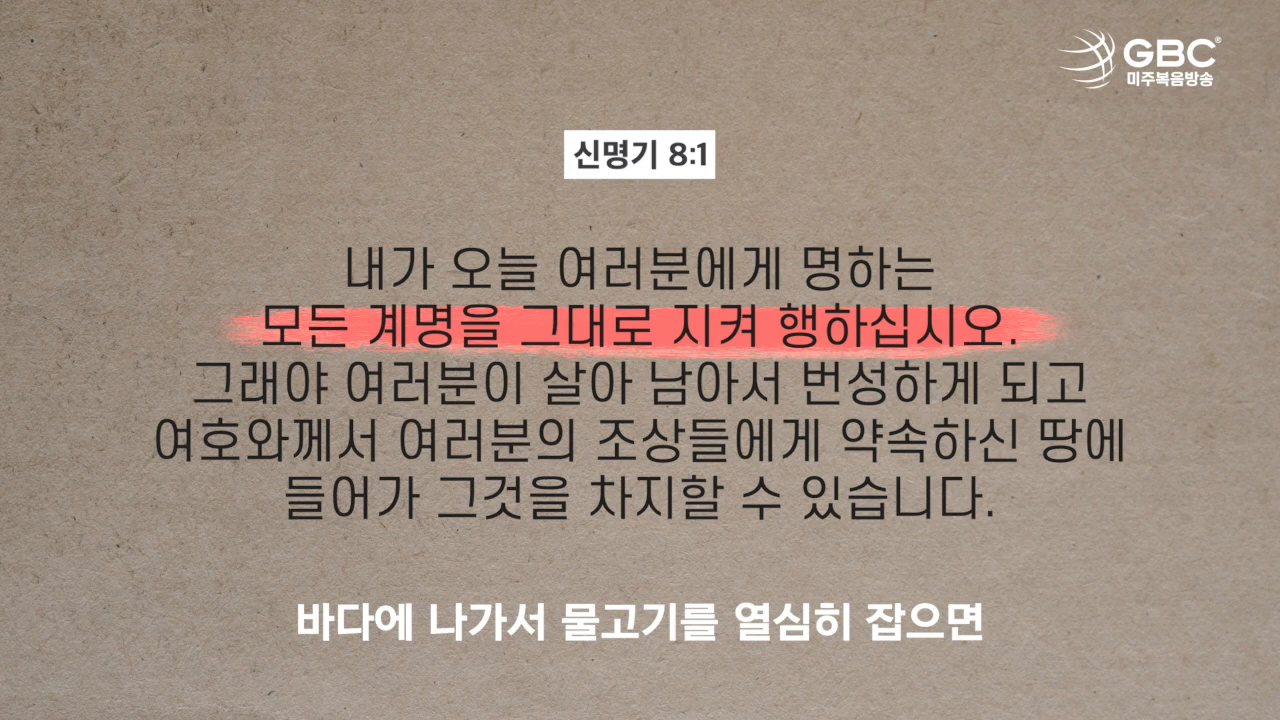 GBC®
미주복음방송
신명기 8:1
내가 오늘 여러분에게 명하는
모든 계명을 그대로 지켜 행하십시오.
그래야 여러분이 살아 남아서 번성하게 되고
여호와께서 여러분의 조상들에게 약속하신 땅에
들어가 그것을 차지할 수 있습니다.
바다에 나가서 물고기를 열심히 잡으면